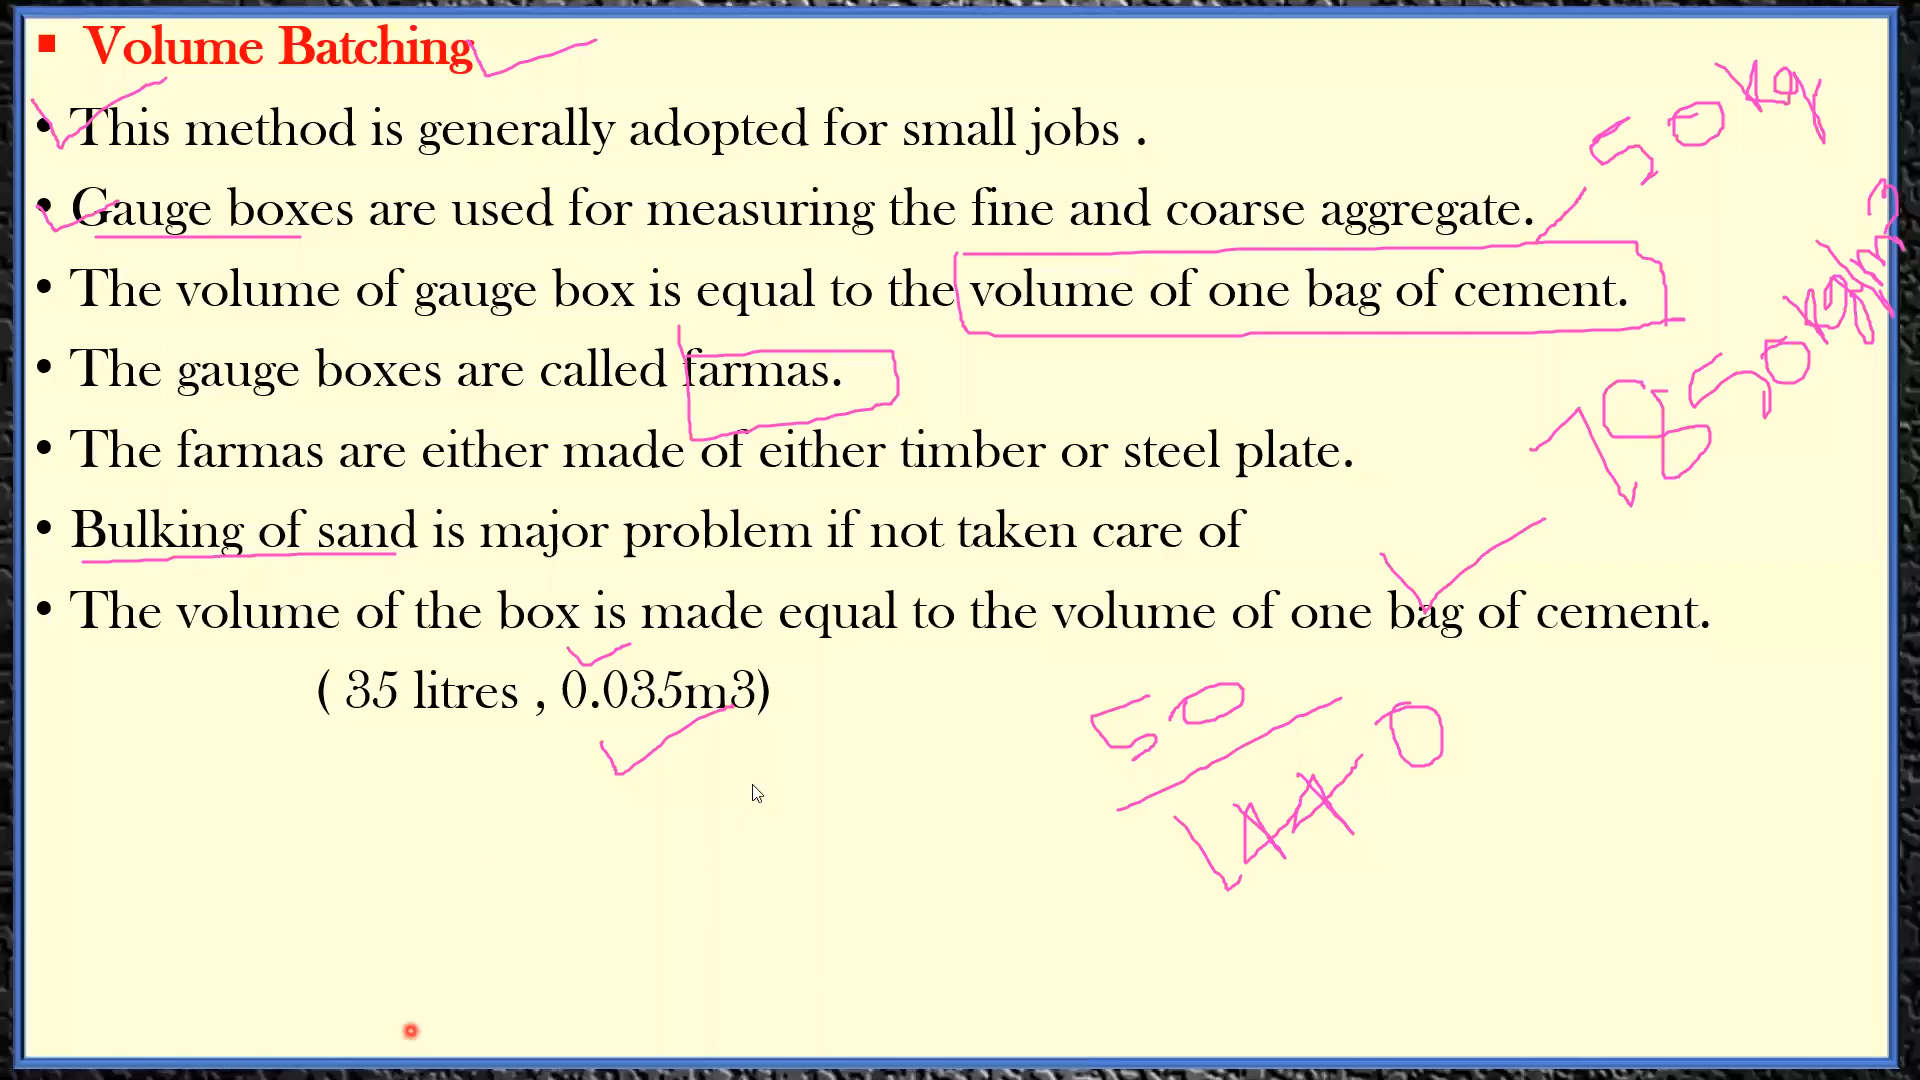 ▪ Volume Batching
• This method is generally adopted for small jobs .
50 kg
• Gauge boxes are used for measuring the fine and coarse aggregate.
• The volume of gauge box is equal to the volume of one bag of cement.
• The gauge boxes are called farmas.
• The farmas are either made of either timber or steel plate.
• Bulking of sand is major problem if not taken care of
• The volume of the box is made equal to the volume of one bag of cement.
( 35 litres , 0.035m3)
50
1440